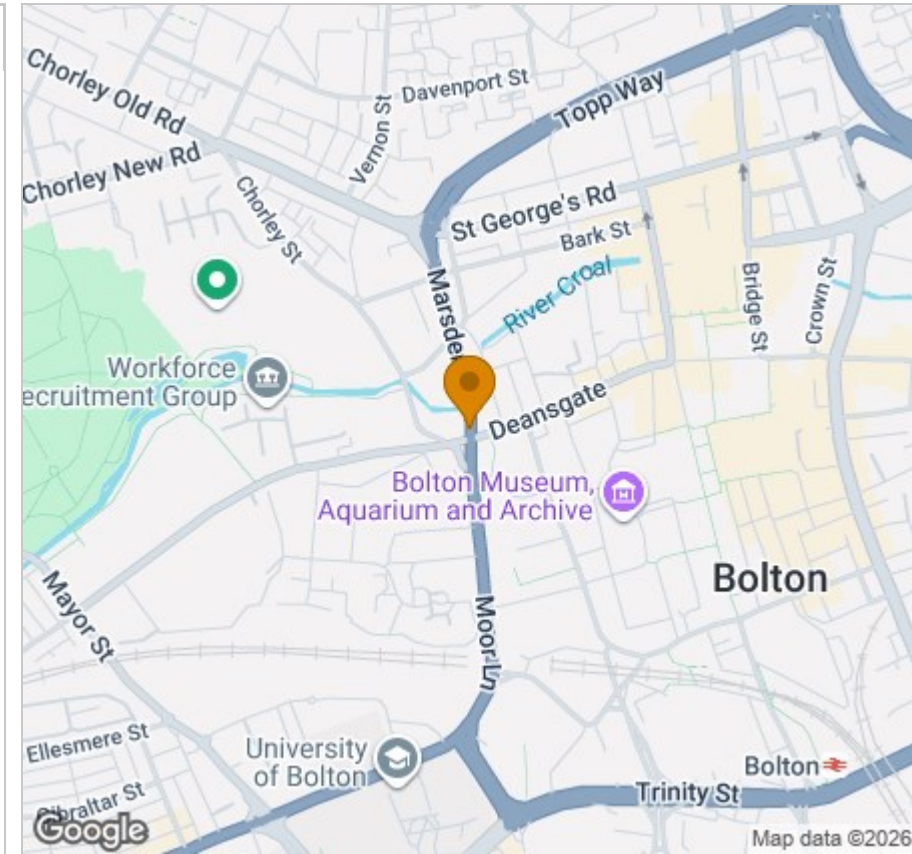 Chorley Old Rd
Davenport St
Topp Way
Vernon St
Chorley New Rd
Chorley St
St George's Rd
Bark St
River Croal
Bridge St
Crown St
Marsde
Workforce
ecruitment Group
Deansgate
Bolton Museum,
Aquarium and Archive
Bolton
Mayor St
Moor Ln
Ellesmere St
University
of Bolton
Bolton
Trinity St
Gibraltar St
Google
Map data ©2026